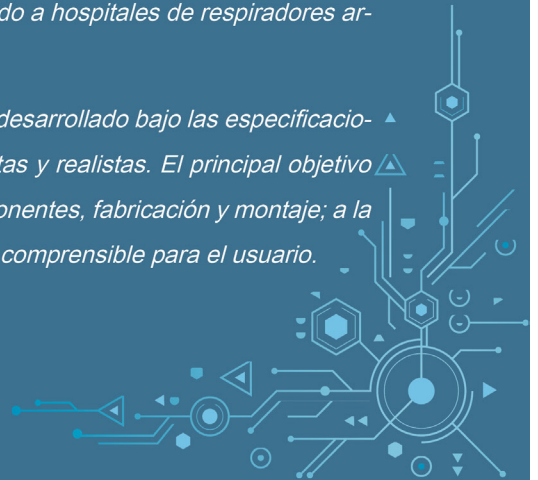 do a hospitales de respiradores ar-
desarrollado bajo las especificacio-
tas y realistas. El principal objetivo
onentes, fabricación y montaje; a la
comprensible para el usuario.